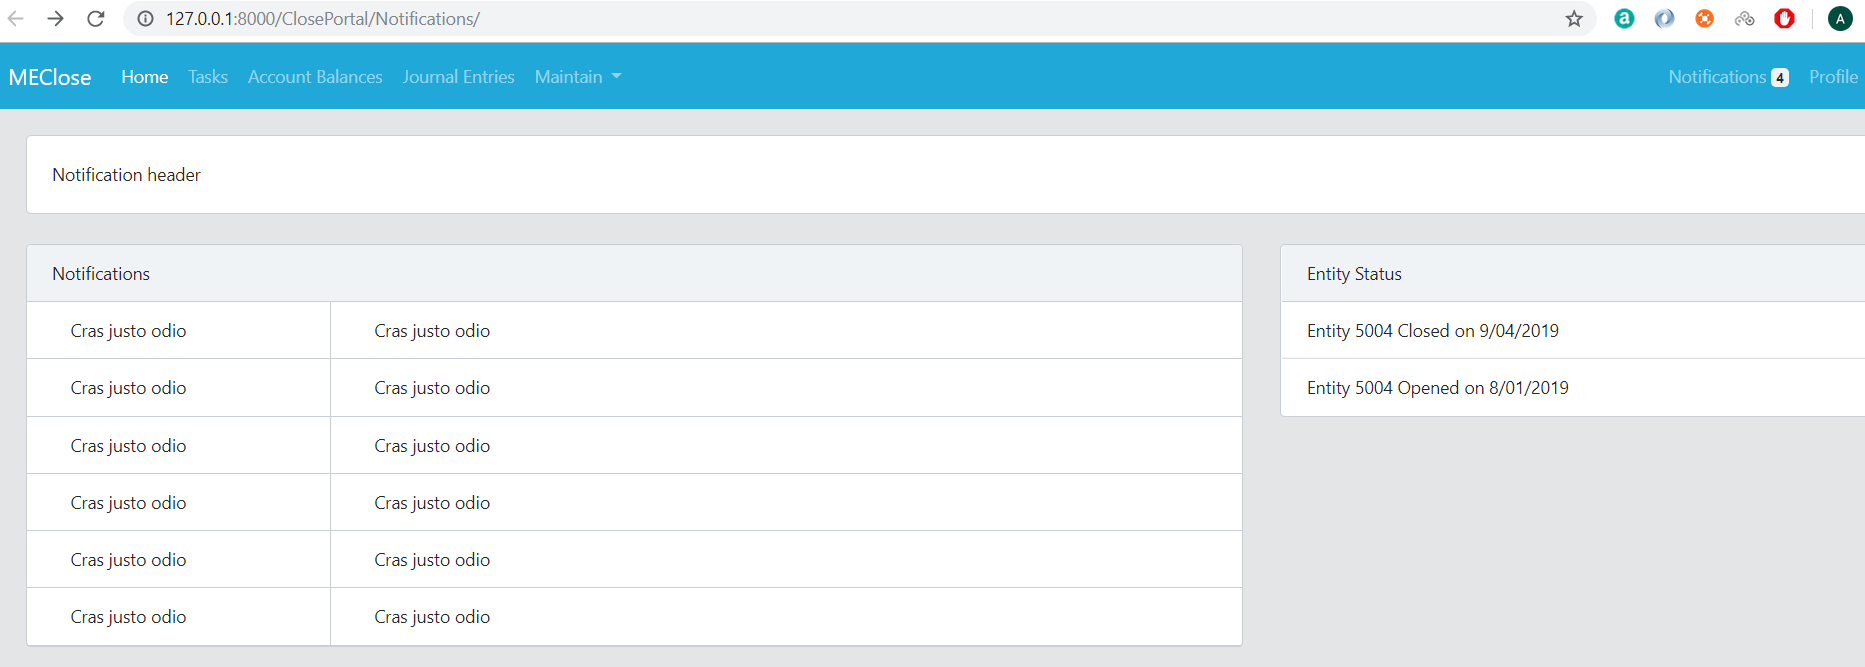 127.0.0.1:8000/ClosePortal/Notifications/
a
A
MEClose Home Tasks Account Balances Journal Entries Maintain Notifications 4 Profile
Notification header
Notifications
Cras justo odio Cras justo odio
Cras justo odio Cras justo odio
Cras justo odio Cras justo odio
Cras justo odio Cras justo odio
Cras justo odio Cras justo odio
Cras justo odio Cras justo odio
Entity Status
Entity 5004 Closed on 9/04/2019
Entity 5004 Opened on 8/01/2019